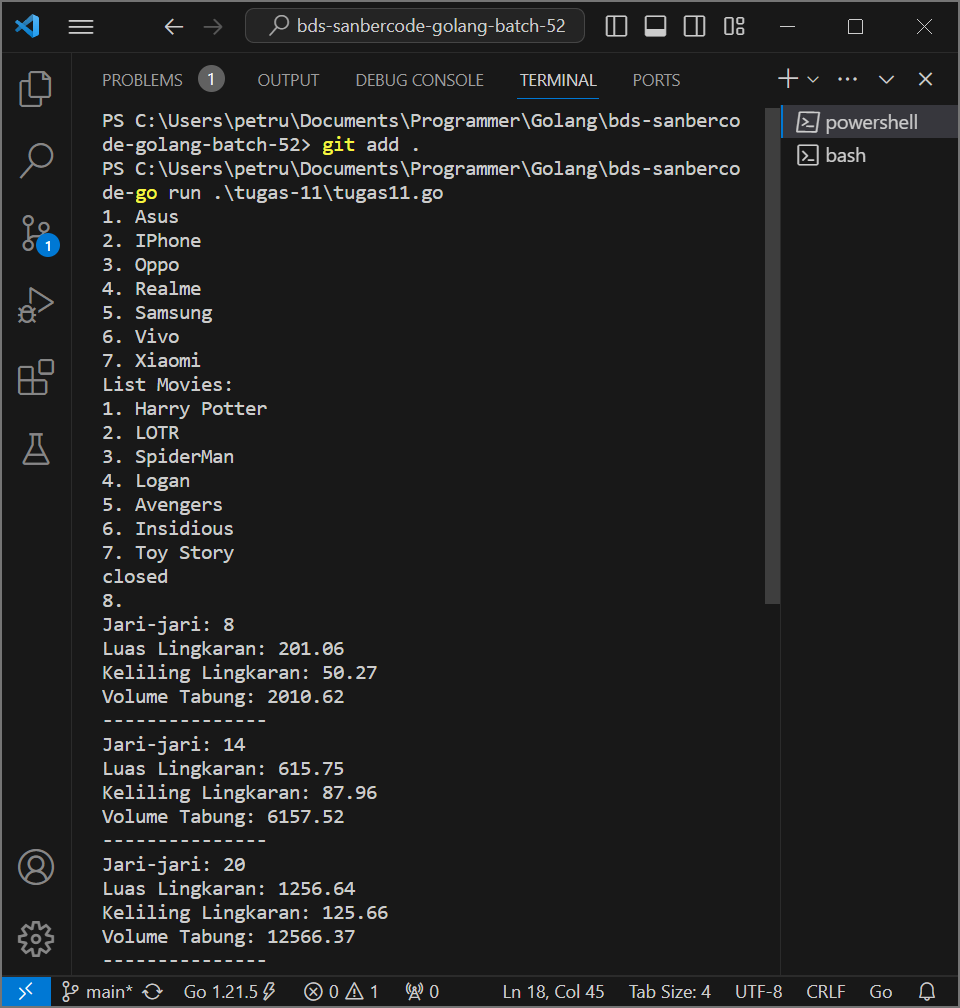 bds-sanbercode-golang-batch-52
PROBLEMS 1 OUTPUT DEBUG CONSOLE TERMINAL PORTS
PS C:\Users\petru\Documents\Programmer\Golang\bds-sanberco
de-golang-batch-52> git add .
PS C:\Users\petru\Documents\Programmer\Golang\bds-sanberco
de-go run .\tugas-11\tugas11.go
1. Asus
2. IPhone
3. Oppo
4. Realme
5. Samsung
6. Vivo
7. Xiaomi
List Movies:
1. Harry Potter
2. LOTR
3. SpiderMan
4. Logan
5. Avengers
6. Insidious
7. Toy Story
closed
8.
Jari-jari: 8
Luas Lingkaran: 201.06
Keliling Lingkaran: 50.27
Volume Tabung: 2010.62
---------------
Jari-jari: 14
Luas Lingkaran: 615.75
Keliling Lingkaran: 87.96
Volume Tabung: 6157.52
---------------
Jari-jari: 20
Luas Lingkaran: 1256.64
Keliling Lingkaran: 125.66
Volume Tabung: 12566.37
---------------
powershell
bash
1
main* Go 1.21.5 0 1 0 Ln 18, Col 45 Tab Size: 4 UTF-8 CRLF Go